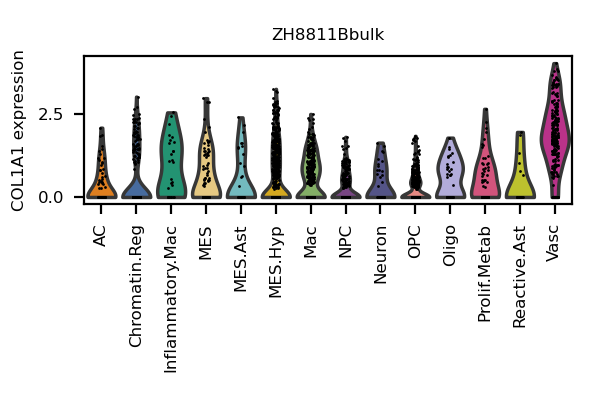 ZH8811Bbulk
COL1A1 expression
2.5
0.0
AC
Chromatin.Reg
Inflammatory.Mac
MES
MES.Ast
MES.Hyp
Mac
NPC
Neuron
OPC
Oligo
Prolif.Metab
Reactive.Ast
Vasc